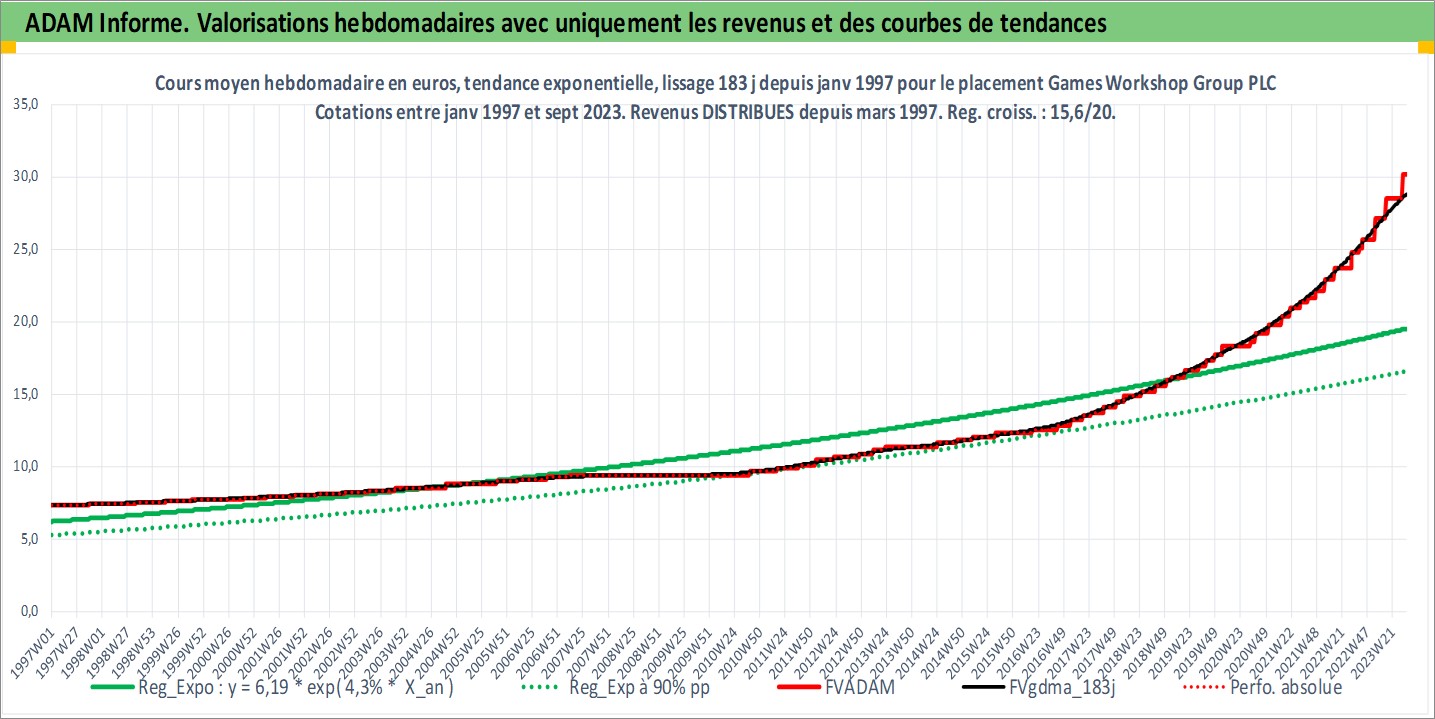 ADAM Informe. Valorisations hebdomadaires avec uniquement les revenus et des courbes de tendances
Cours moyen hebdomadaire en euros, tendance exponentielle, lissage 183 j depuis janv 1997 pour le placement Games Workshop Group PLC
Cotations entre janv 1997 et sept 2023. Revenus DISTRIBUES depuis mars 1997. Reg. croiss. : 15,6/20.
35,0
30,0
25,0
20,0
15,0
10,0
5,0
0,0
1997W01 1997W27 1998W01 1998W27 1998W53 1999W26 1999W52 2000W26 2000W52 2001W26 2001W52 2002W26 2002W52 2003W26 2003W52 2004W26 2004W52 2005W25 2005W51 2006W25 2006W51 2007W25 2007W51 2008W25 2008W51 2009W25 2009W51 2010W24 2010W50 2011W24 2011W50 2012W24 2012W50 2013W24 2013W50 2014W24 2014W50 2015W24 2015W50 2016W23 2016W49 2017W23 2017W49 2018W23 2018W49 2019W23 2019W49 2020W23 2020W49 2021W22 2021W48 2022W21 2022W47 2023W21
Reg_Expo : y = 6,19 * exp( 4,3% * X_an ) Reg_Exp à 90% pp FVADAM FVgdma_183j Perfo. absolue